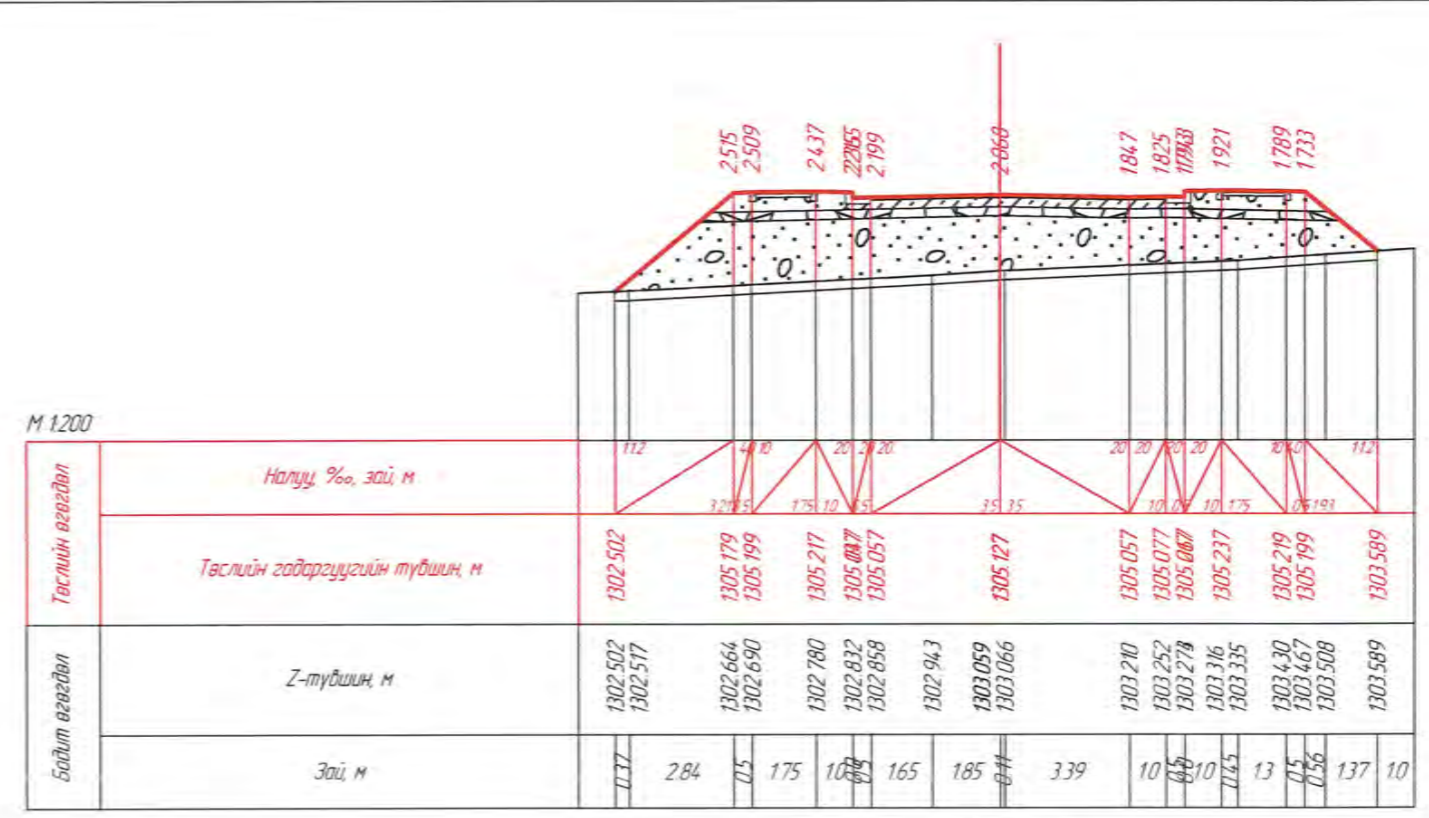 2.515 2.509 2.437 2.199 2.068 1.847 1.825 1.921 1.789 1.733
М 1:200
Төслийн өгөгдөл
Налуу, ‰, зай, м
1:1.2 40 10 20 20 20 20 20 20 20 10 40 1:1.2
3.21 1.75 1.0 3.5 3.5 1.0 1.0 1.75 1.93
Төслийн гадаргуугийн түвшин, м
1302.502 1305.179 1305.199 1305.217 1305.057 1305.127 1305.057 1305.077 1305.237 1305.219 1305.199 1303.589
Бодит өгөгдөл
Z-түвшин, м
1302.502 1302.517 1302.664 1302.690 1302.780 1302.832 1302.858 1302.943 1303.059 1303.066 1303.210 1303.252 1303.316 1303.335 1303.430 1303.467 1303.508 1303.589
Зай, м
0.37 2.84 0.5 1.75 1.0 1.65 1.85 0.11 3.39 1.0 1.0 0.45 1.3 0.5 0.56 1.37 1.0